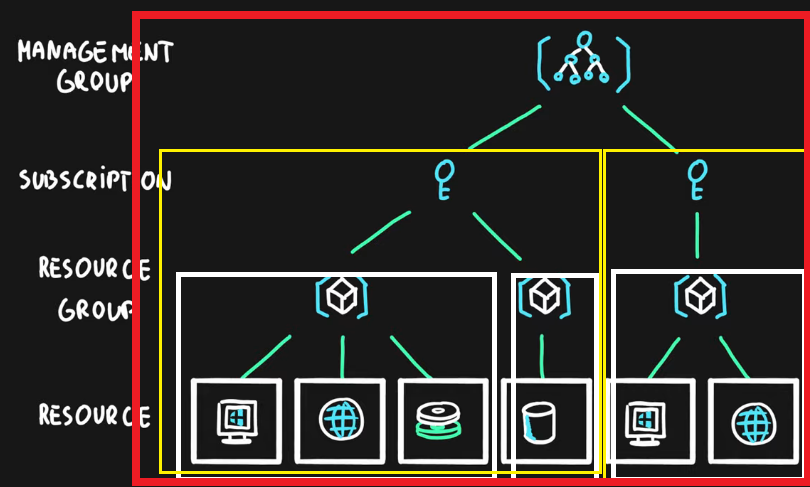 MANAGEMENT
GROUP
SUBSCRIPTION
RESOURCE
GROUP
RESOURCE